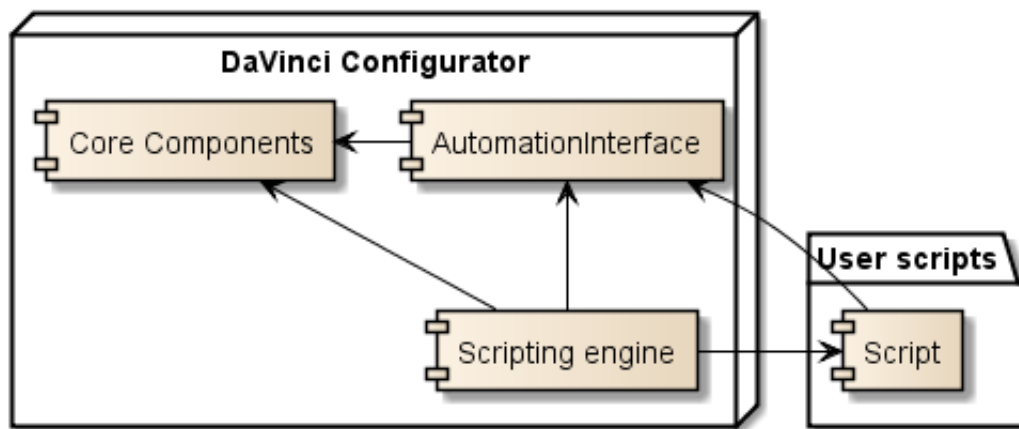 DaVinci Configurator
Core Components
AutomationInterface
User scripts
Scripting engine
Script